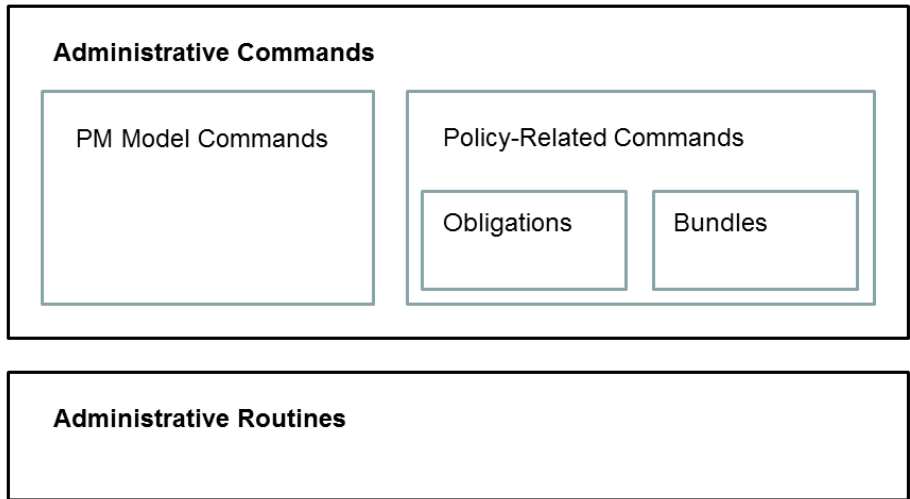 Administrative Commands
PM Model Commands
Policy-Related Commands
Obligations
Bundles
Administrative Routines